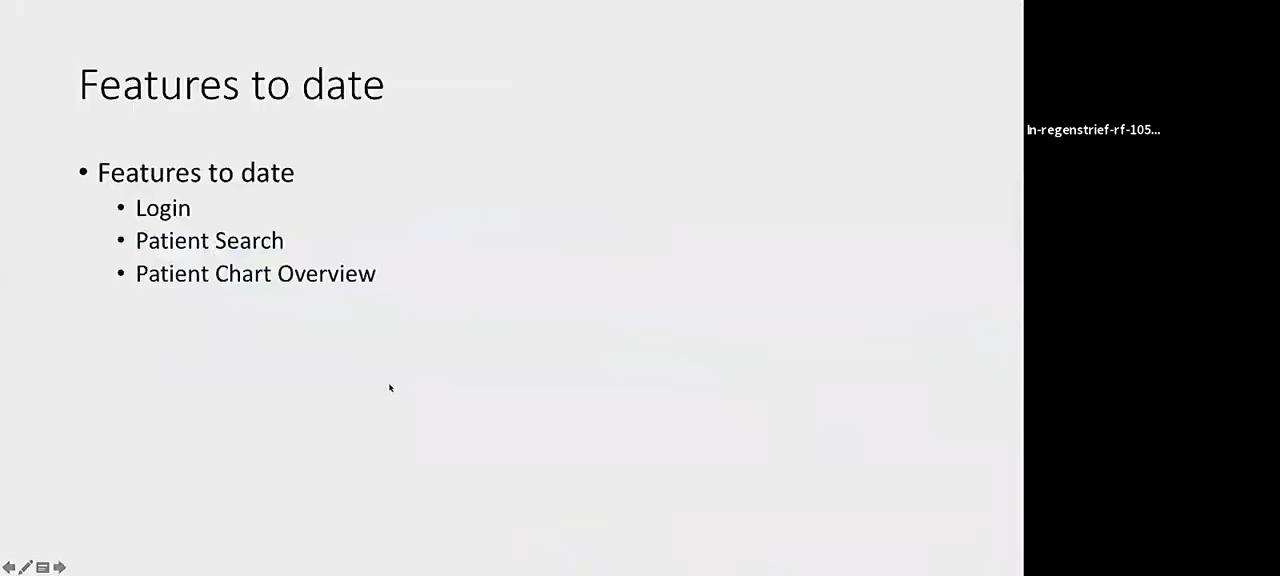 Features to date
• Features to date
• Login
• Patient Search
• Patient Chart Overview
In-regenstrief-rf-105...